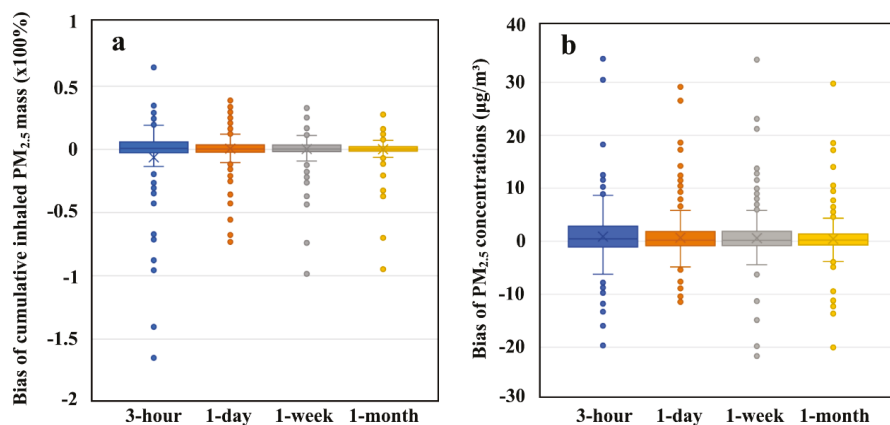 a
Bias of cumulative inhaled PM2.5 mass (x100%)
1
0.5
0
-0.5
-1
-1.5
-2
3-hour 1-day 1-week 1-month
b
Bias of PM2.5 concentrations (µg/m³)
40
30
20
10
0
-10
-20
-30
3-hour 1-day 1-week 1-month